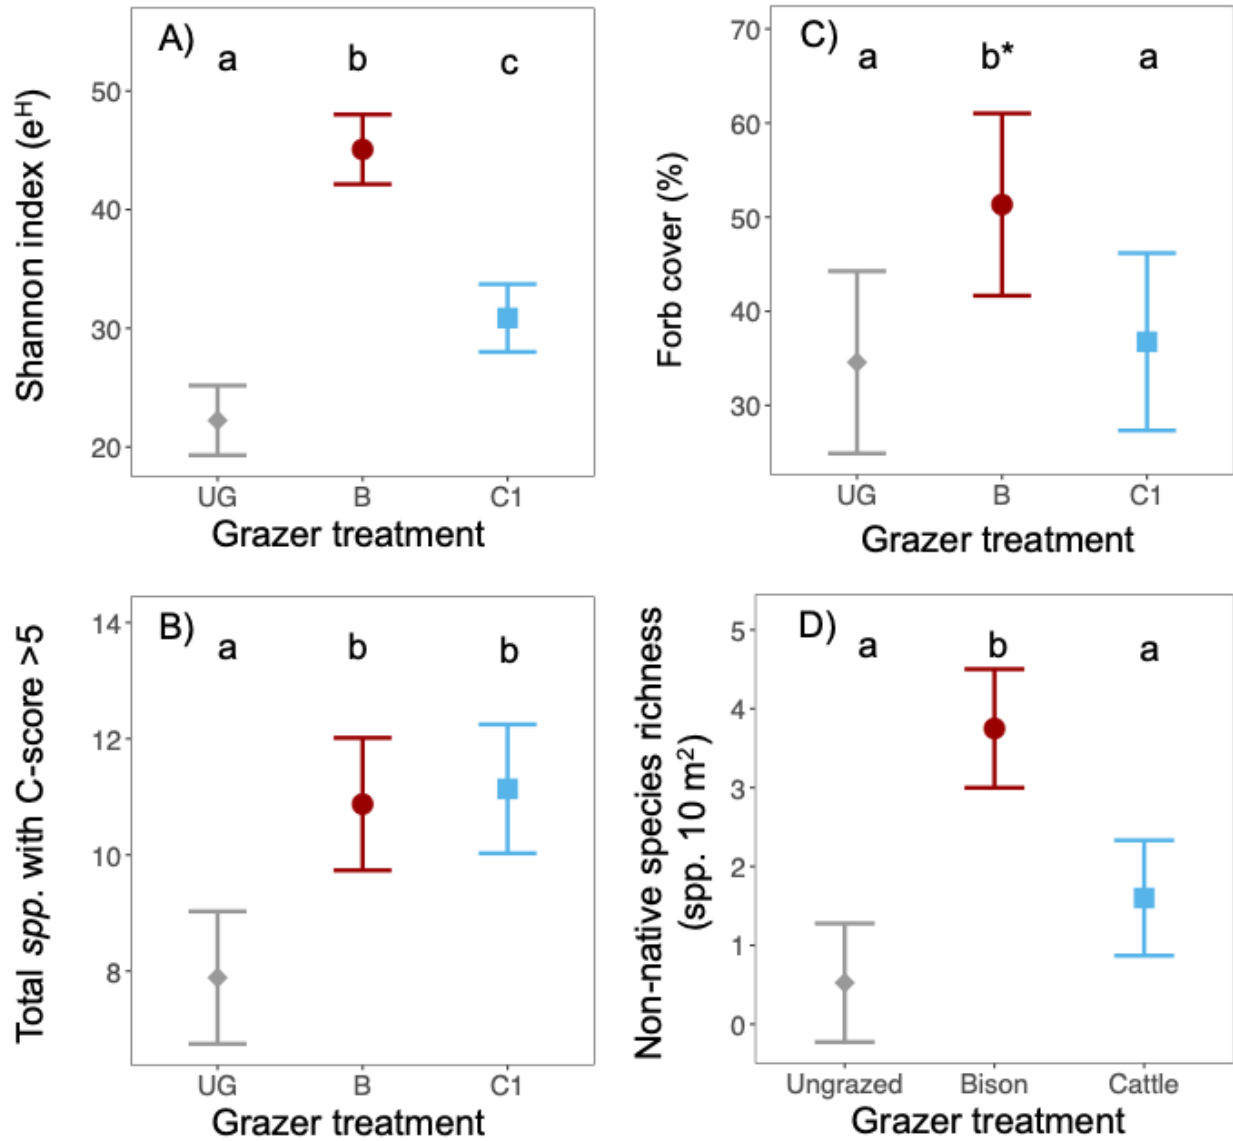 A)
a b c
Shannon index (eᴴ)
50
40
30
20
UG B C1
Grazer treatment
C)
a b* a
Forb cover (%)
70
60
50
40
30
UG B C1
Grazer treatment
B)
a b b
Total spp. with C-score >5
14
12
10
8
UG B C1
Grazer treatment
D)
a b a
Non-native species richness
(spp. 10 m²)
5
4
3
2
1
0
Ungrazed Bison Cattle
Grazer treatment